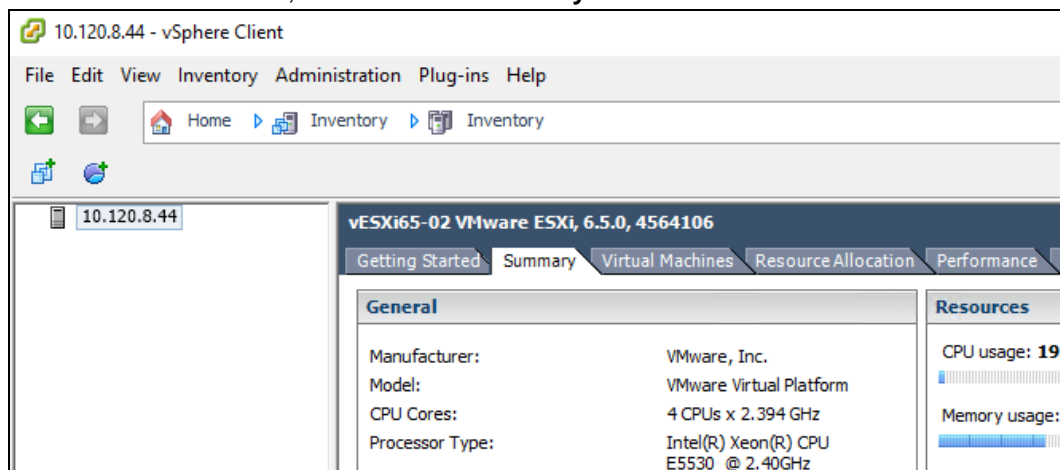 10.120.8.44 - vSphere Client
File Edit View Inventory Administration Plug-ins Help
Home Inventory Inventory
10.120.8.44
vESXi65-02 VMware ESXi, 6.5.0, 4564106
Getting Started Summary Virtual Machines Resource Allocation Performance
General
Manufacturer: VMware, Inc.
Model: VMware Virtual Platform
CPU Cores: 4 CPUs x 2.394 GHz
Processor Type: Intel(R) Xeon(R) CPU
E5530 @ 2.40GHz
Resources
CPU usage: 19
Memory usage: